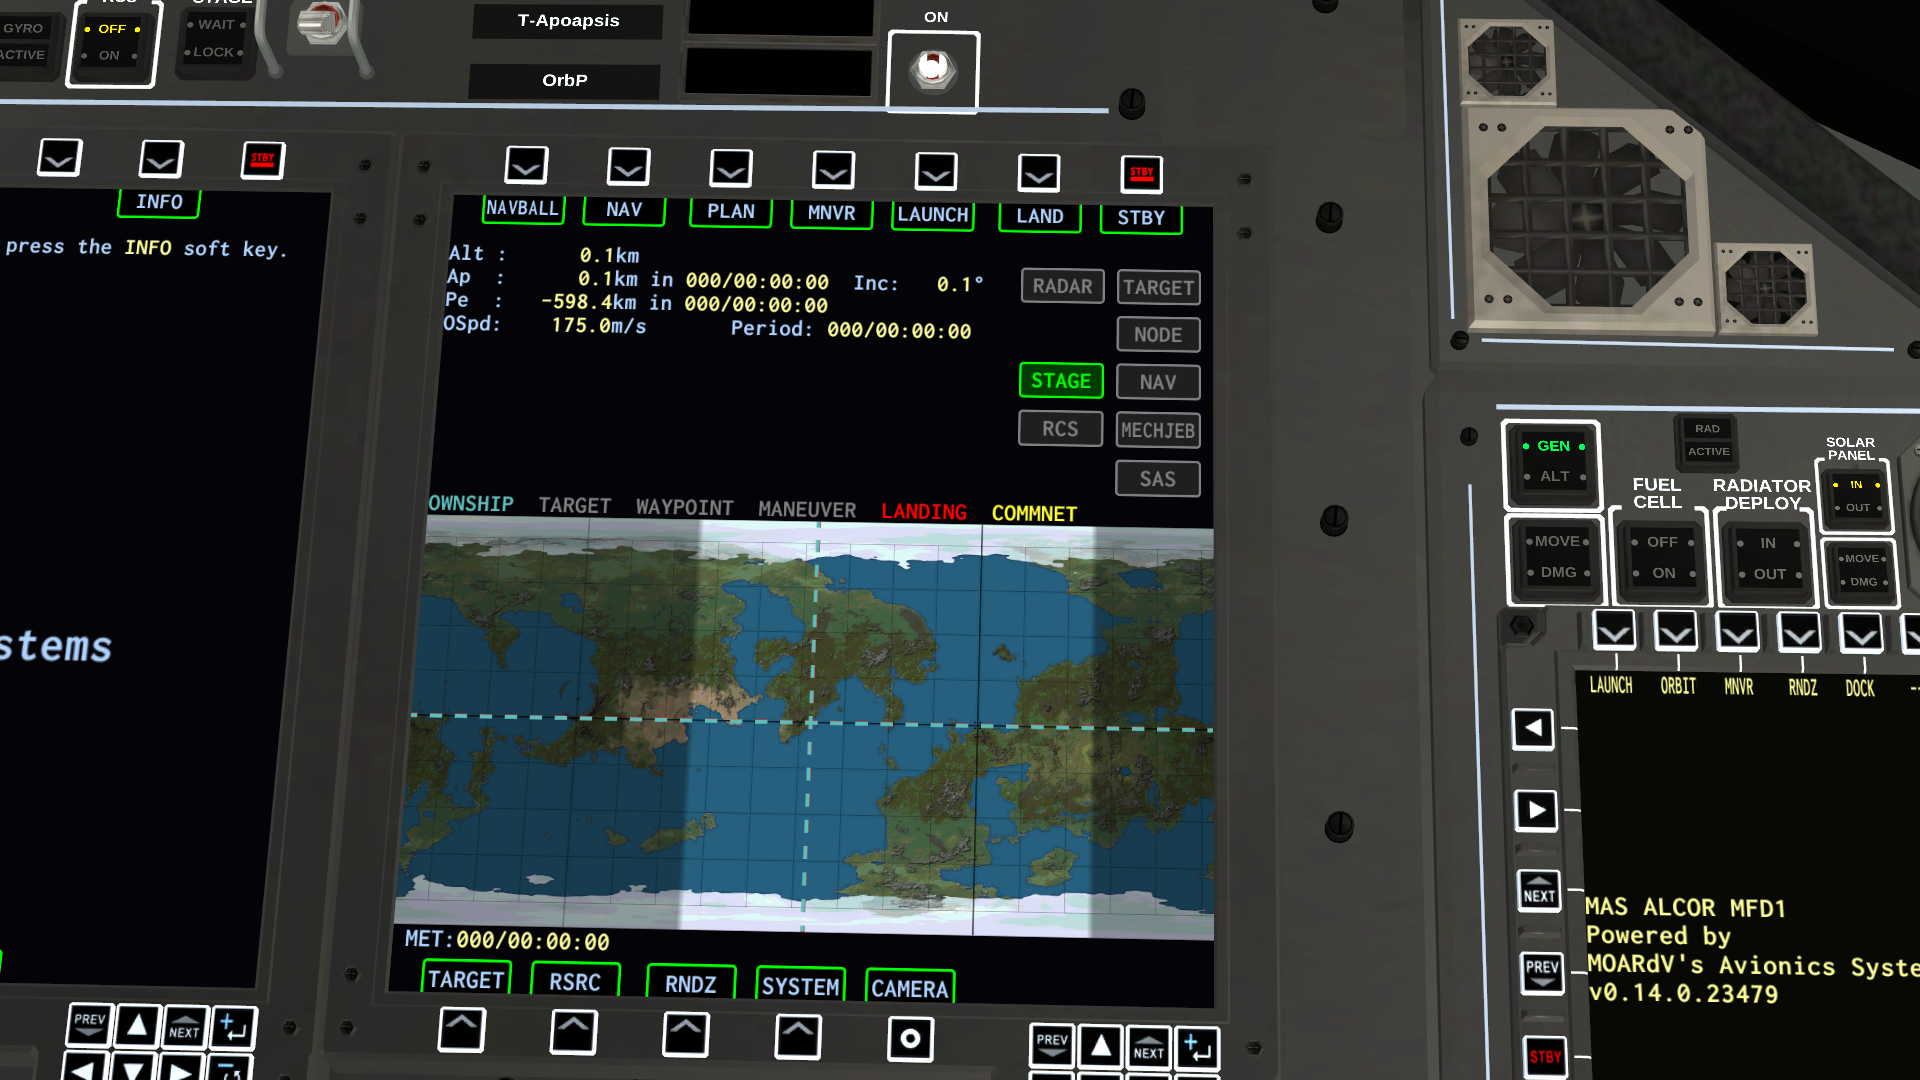 GYRO
ACTIVE
OFF
ON
WAIT
LOCK
T-Apoapsis
OrbP
ON
STBY
STBY
INFO
press the INFO soft key.
stems
NAVBALL NAV PLAN MNVR LAUNCH LAND STBY
Alt : 0.1km
Ap : 0.1km in 000/00:00:00 Inc: 0.1°
Pe : -598.4km in 000/00:00:00
OSpd: 175.0m/s Period: 000/00:00:00
RADAR TARGET
NODE
STAGE NAV
RCS MECHJEB
SAS
OWNSHIP TARGET WAYPOINT MANEUVER LANDING COMMNET
MET:000/00:00:00
TARGET RSRC RNDZ SYSTEM CAMERA
PREV NEXT
PREV NEXT
GEN
ALT
RAD
ACTIVE
SOLAR
PANEL
IN
OUT
FUEL
CELL
RADIATOR
DEPLOY
MOVE
DMG
OFF
ON
IN
OUT
MOVE
DMG
LAUNCH ORBIT MNVR RNDZ DOCK --
NEXT
PREV
STBY
MAS ALCOR MFD1
Powered by
MOARdV's Avionics Syste
v0.14.0.23479